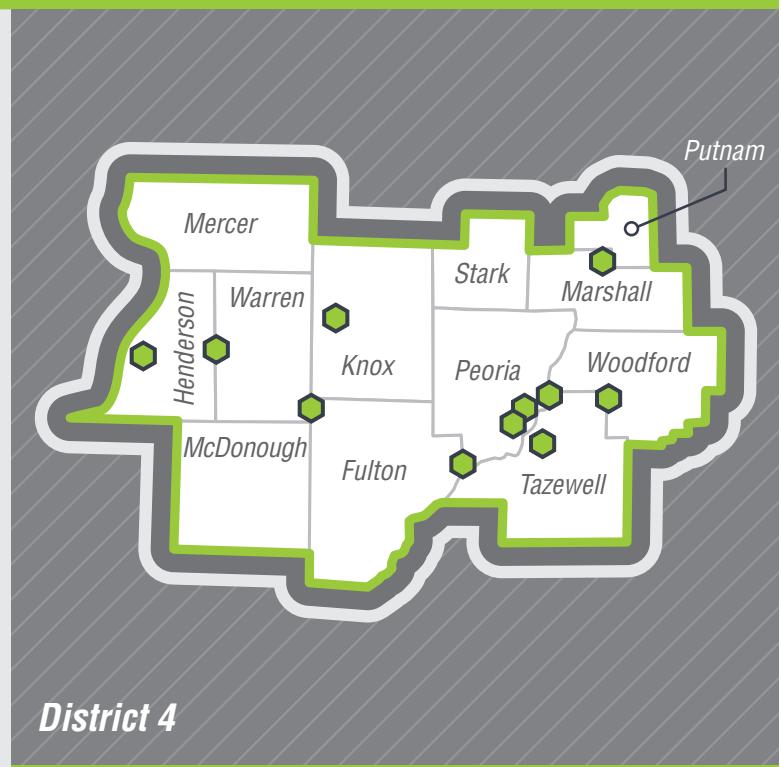 Putnam
Mercer
Stark
Henderson
Warren
Marshall
Knox
Peoria
Woodford
McDonough
Fulton
Tazewell
District 4